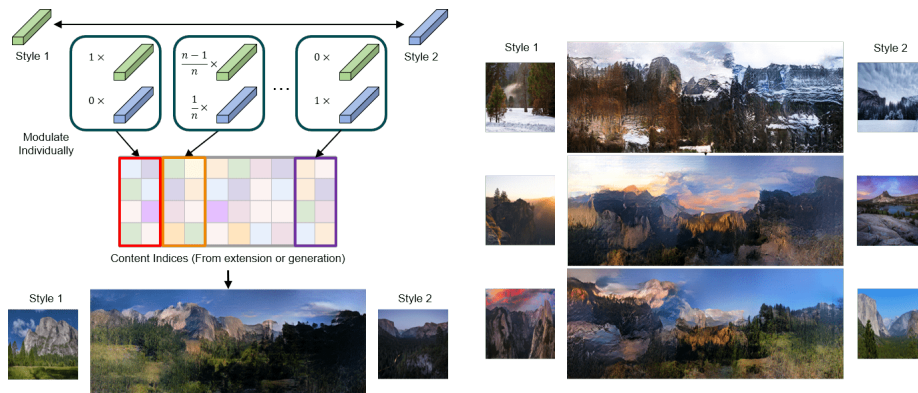 Style 1
Style 2
1 ×
0 ×
n − 1
n
×
1
n
×
...
0 ×
1 ×
Modulate
Individually
Content Indices (From extension or generation)
Style 1
Style 2
Style 1
Style 2